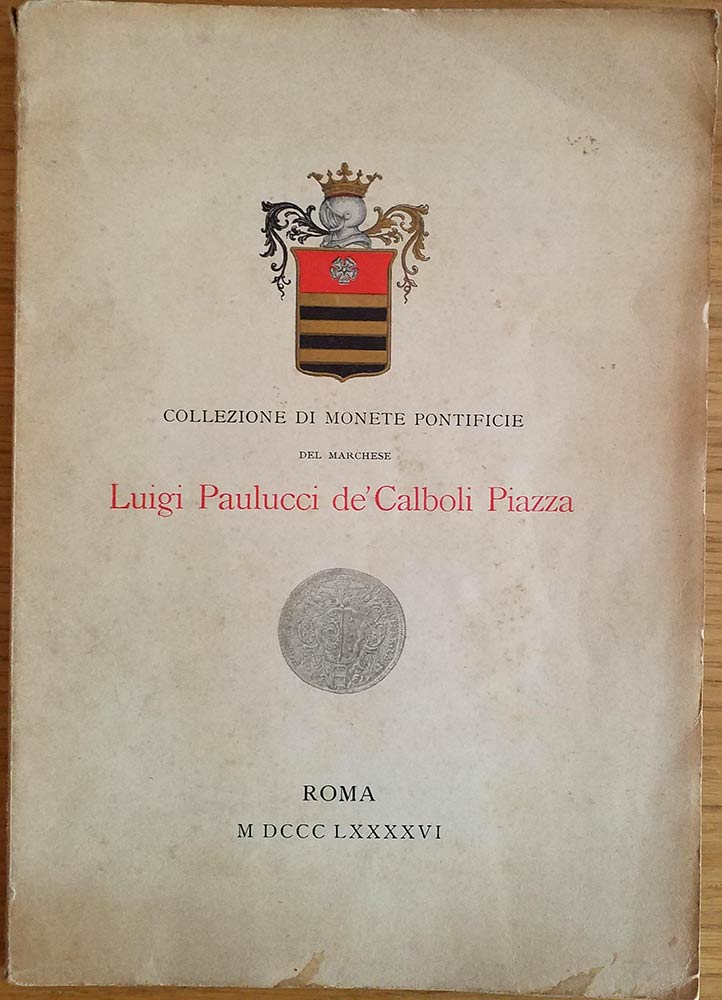 COLLEZIONE DI MONETE PONTIFICIE
DEL MARCHESE
Luigi Paulucci de' Calboli Piazza
ROMA
M DCCC LXXXXVI